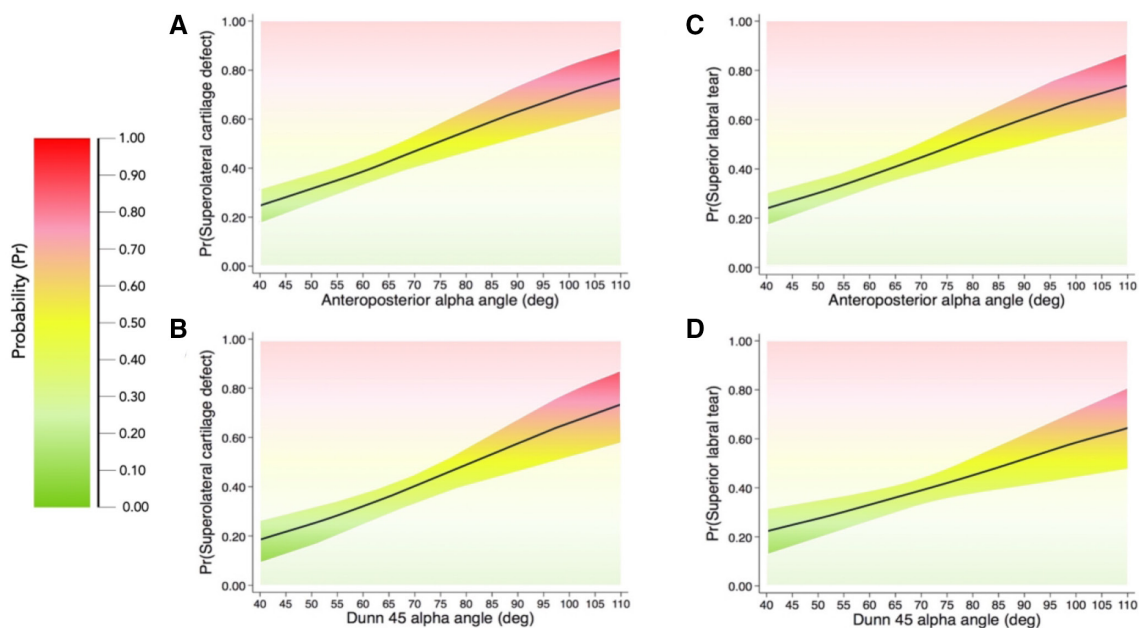 A
Pr(Superolateral cartilage defect)
1.00
0.80
0.60
0.40
0.20
0.00
40 45 50 55 60 65 70 75 80 85 90 95 100 105 110
Anteroposterior alpha angle (deg)
C
Pr(Superior labral tear)
1.00
0.80
0.60
0.40
0.20
0.00
40 45 50 55 60 65 70 75 80 85 90 95 100 105 110
Anteroposterior alpha angle (deg)
Probability (Pr)
1.00
0.90
0.80
0.70
0.60
0.50
0.40
0.30
0.20
0.10
0.00
B
Pr(Superolateral cartilage defect)
1.00
0.80
0.60
0.40
0.20
0.00
40 45 50 55 60 65 70 75 80 85 90 95 100 105 110
Dunn 45 alpha angle (deg)
D
Pr(Superior labral tear)
1.00
0.80
0.60
0.40
0.20
0.00
40 45 50 55 60 65 70 75 80 85 90 95 100 105 110
Dunn 45 alpha angle (deg)